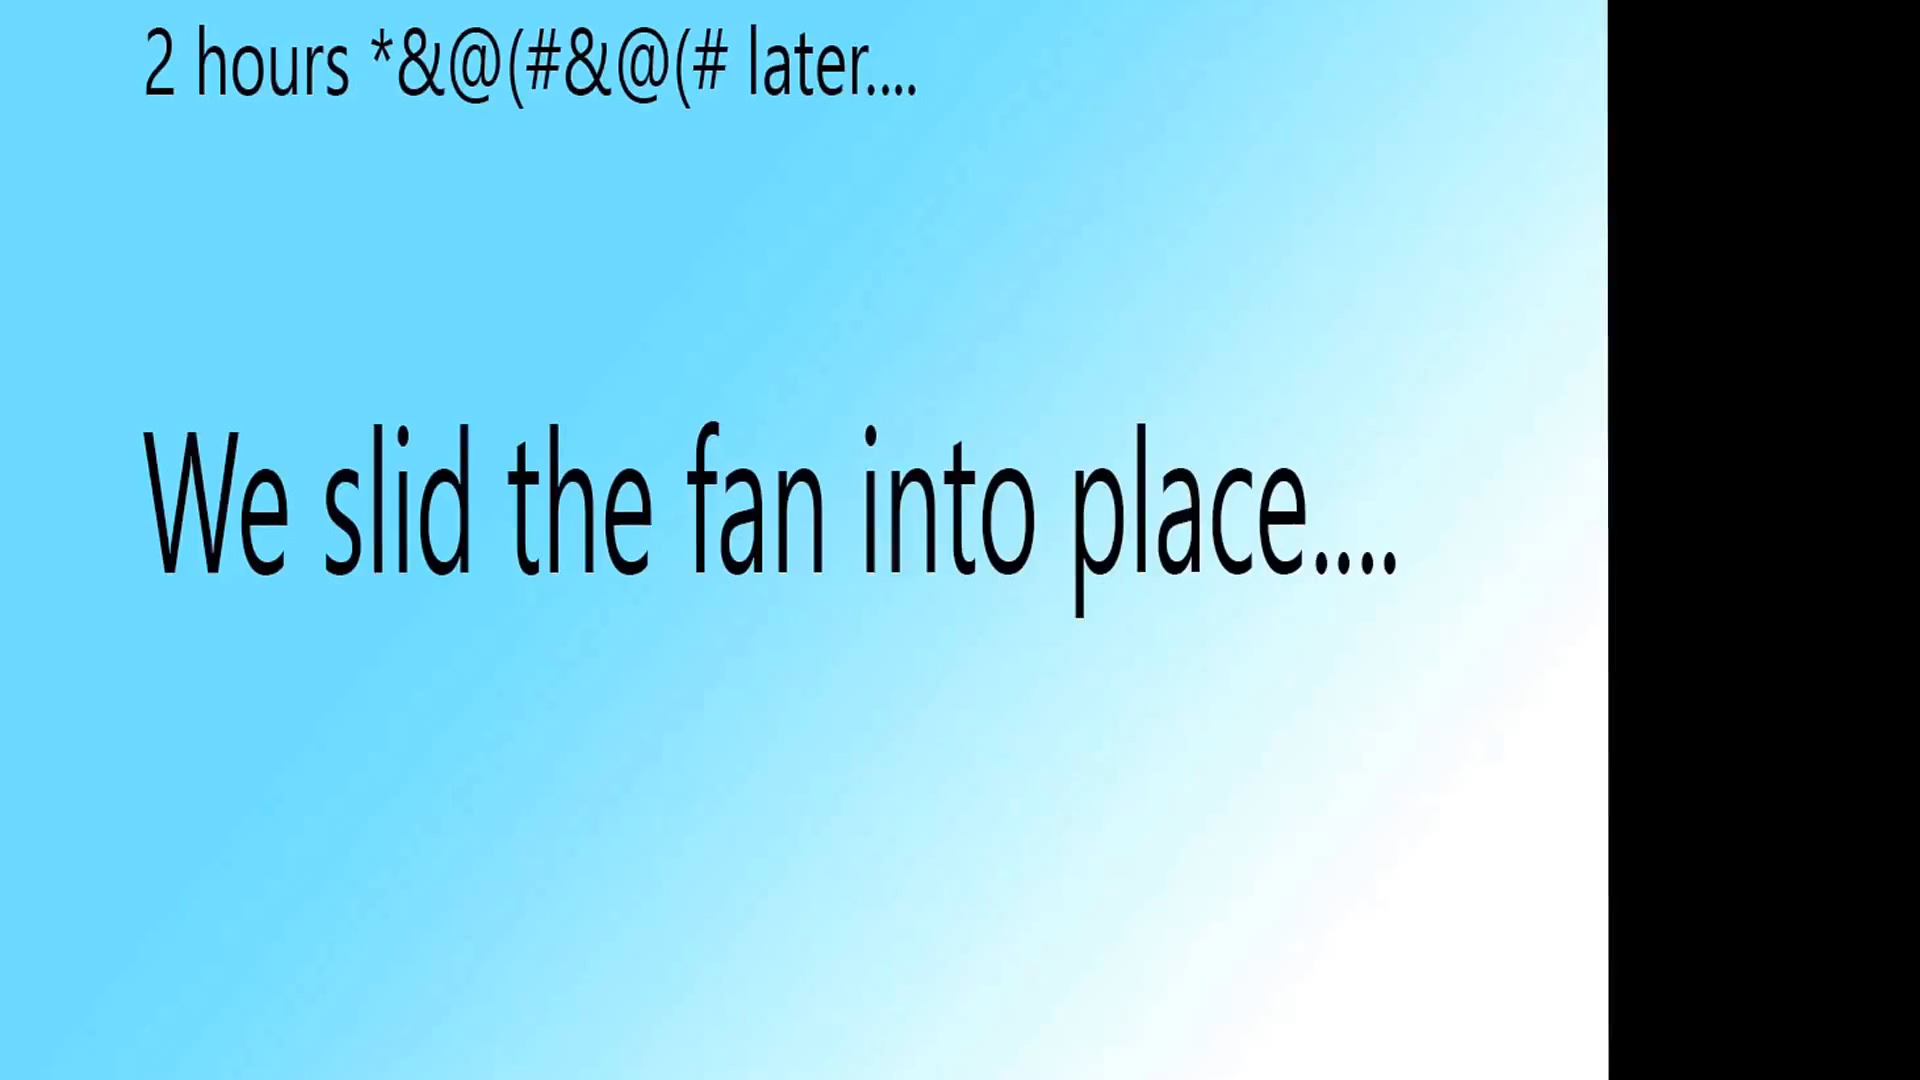 2 hours *&@(#&@(# later....
We slid the fan into place....